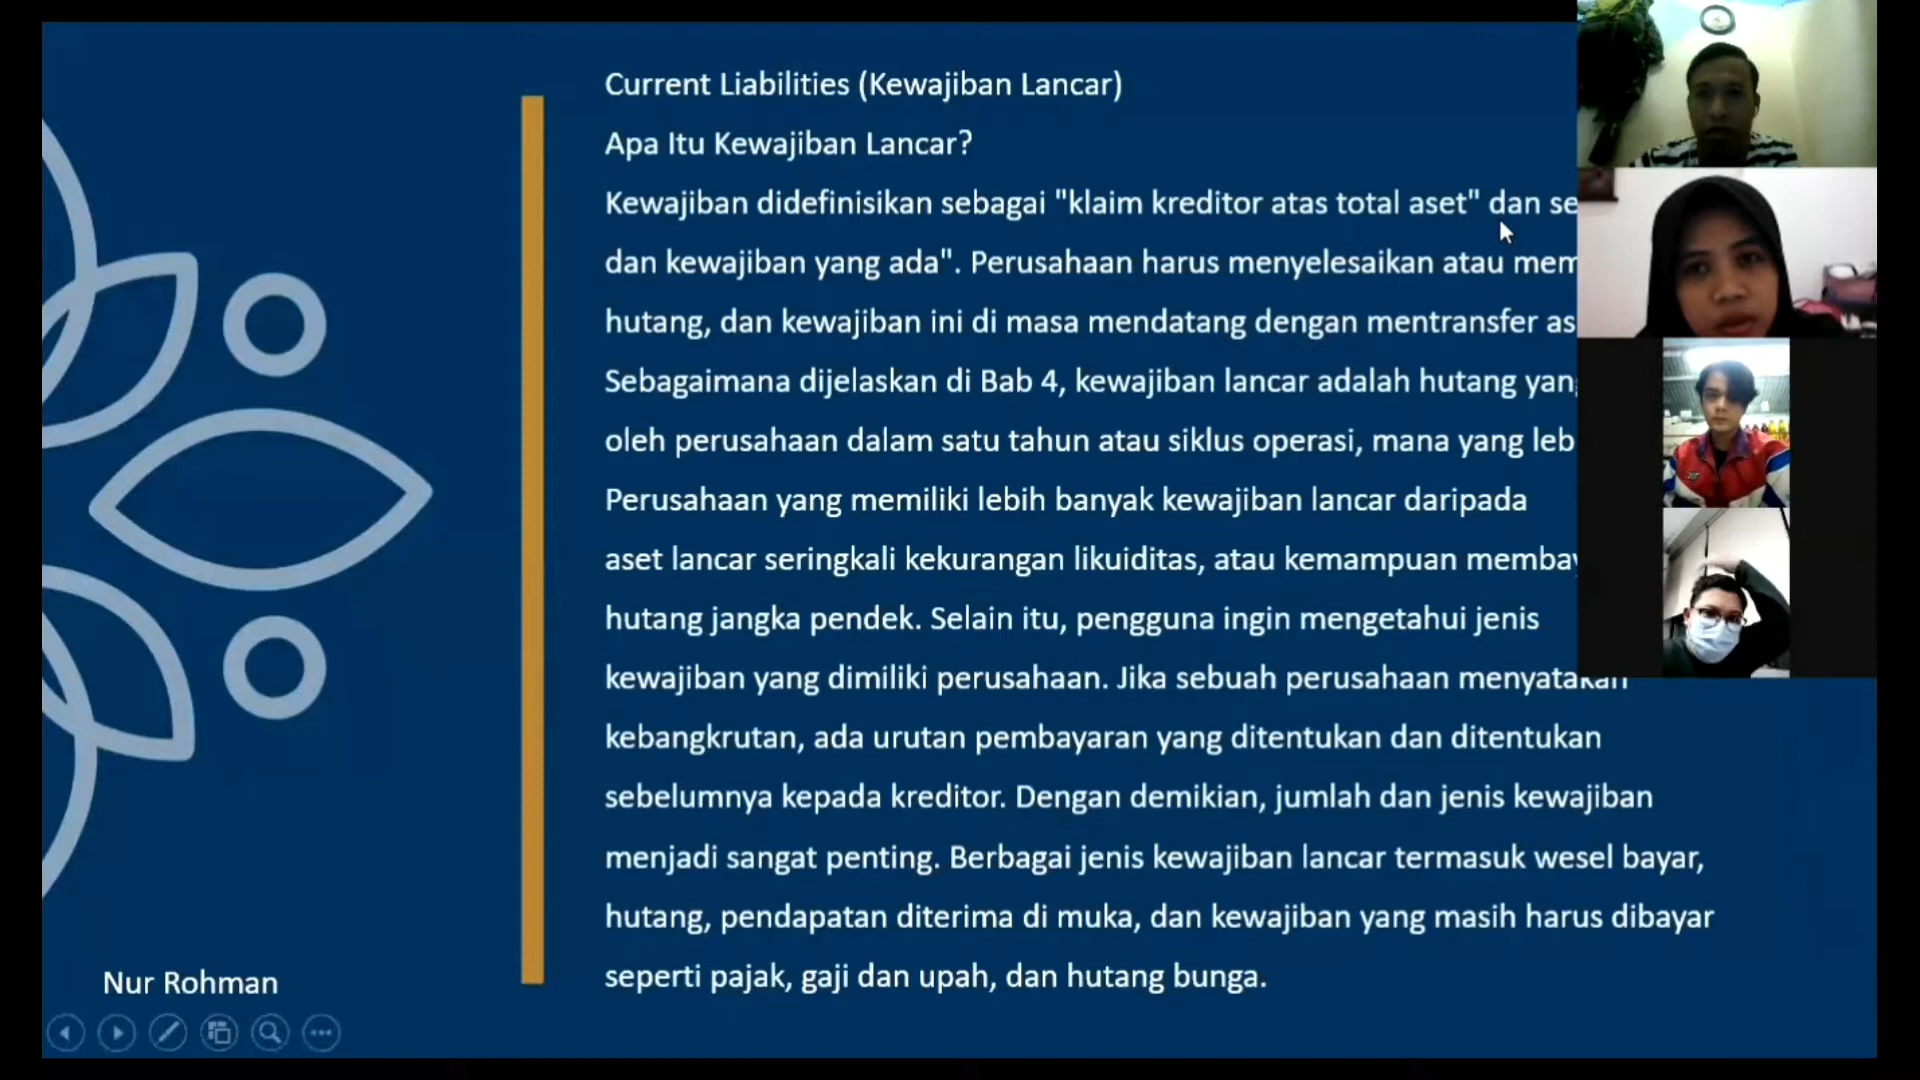 Current Liabilities (Kewajiban Lancar)
Apa Itu Kewajiban Lancar?
Kewajiban didefinisikan sebagai "klaim kreditor atas total aset" dan
dan kewajiban yang ada". Perusahaan harus menyelesaikan atau
hutang, dan kewajiban ini di masa mendatang dengan mentransfer
Sebagaimana dijelaskan di Bab 4, kewajiban lancar adalah hutang
oleh perusahaan dalam satu tahun atau siklus operasi, mana yang
Perusahaan yang memiliki lebih banyak kewajiban lancar daripada
aset lancar seringkali kekurangan likuiditas, atau kemampuan
hutang jangka pendek. Selain itu, pengguna ingin mengetahui jenis
kewajiban yang dimiliki perusahaan. Jika sebuah perusahaan menyatakan
kebangkrutan, ada urutan pembayaran yang ditentukan dan ditentukan
sebelumnya kepada kreditor. Dengan demikian, jumlah dan jenis kewajiban
menjadi sangat penting. Berbagai jenis kewajiban lancar termasuk wesel bayar,
hutang, pendapatan diterima di muka, dan kewajiban yang masih harus dibayar
seperti pajak, gaji dan upah, dan hutang bunga.
Nur Rohman